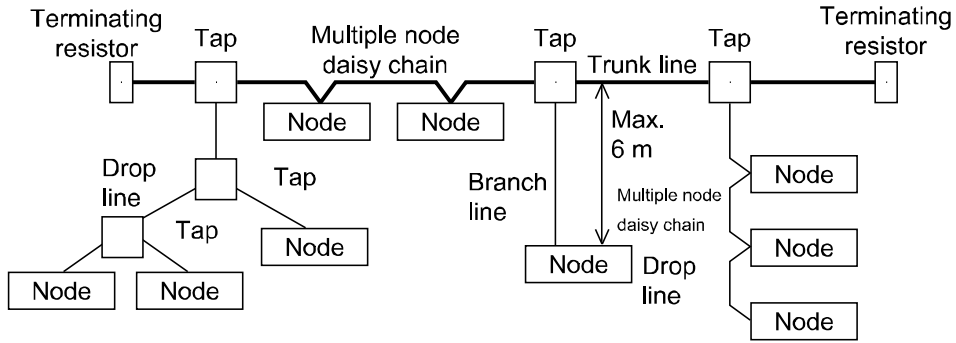 Terminating
resistor
Tap
Multiple node
daisy chain
Tap
Trunk line
Tap
Terminating
resistor
Node
Node
Max.
6 m
Drop
line
Tap
Tap
Node
Node
Node
Branch
line
Multiple node
daisy chain
Node
Drop
line
Node
Node
Node